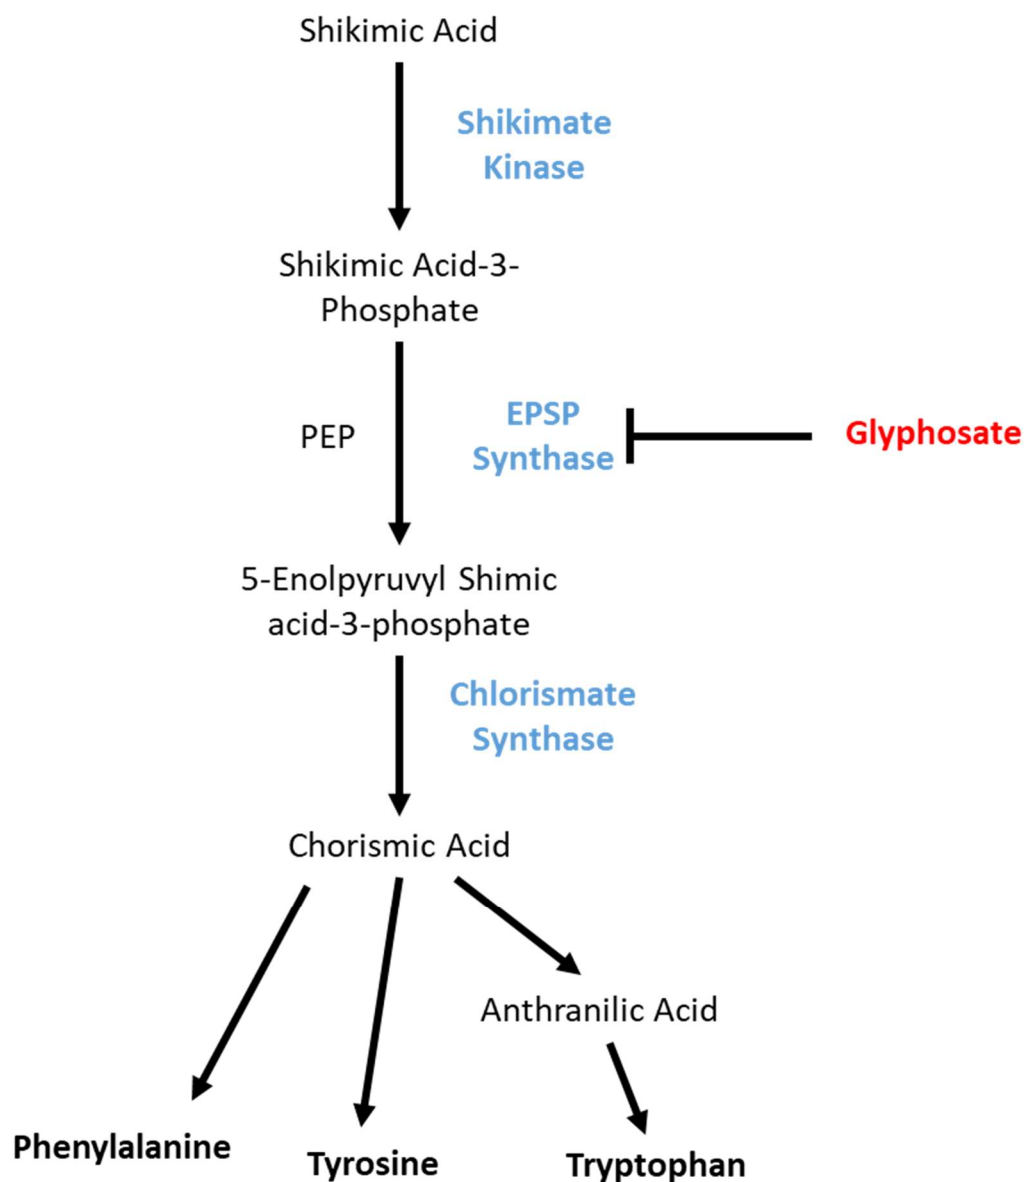 Shikimic Acid
Shikimate
Kinase
Shikimic Acid-3-
Phosphate
PEP
EPSP
Synthase
Glyphosate
5-Enolpyruvyl Shimic
acid-3-phosphate
Chlorismate
Synthase
Chorismic Acid
Anthranilic Acid
Phenylalanine
Tyrosine
Tryptophan